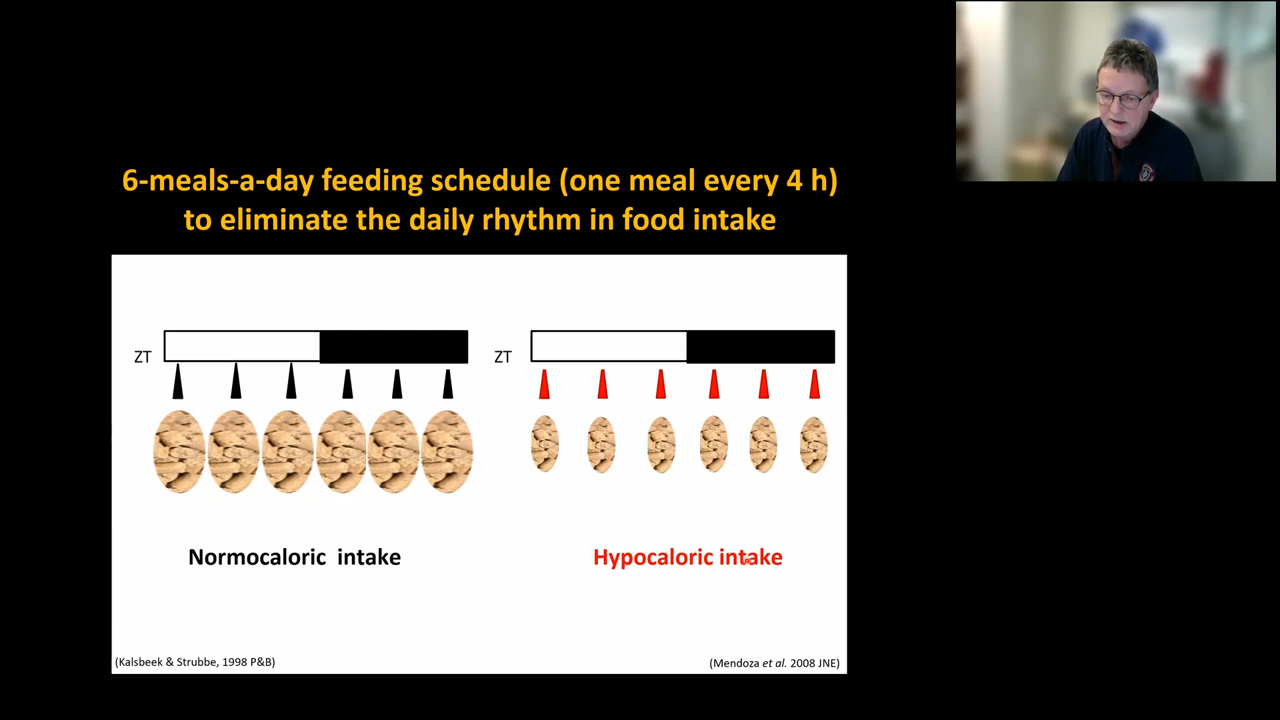 6-meals-a-day feeding schedule (one meal every 4 h)
to eliminate the daily rhythm in food intake
ZT
ZT
Normocaloric intake
Hypocaloric intake
(Kalsbeek & Strubbe, 1998 P&B)
(Mendoza et al. 2008 JNE)